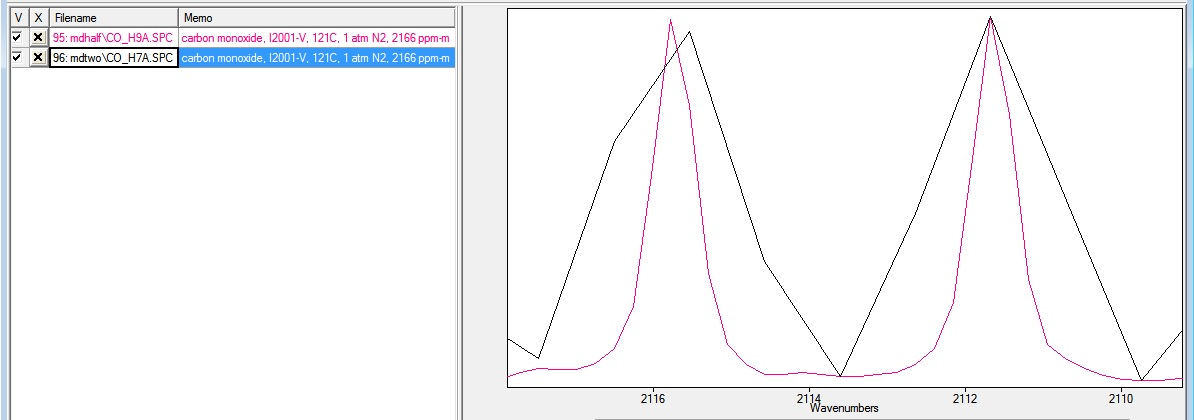 V X Filename Memo
95: mdhalf\CO_H9A.SPC carbon monoxide, I2001-V, 121C, 1 atm N2, 2166 ppm-m
96: mdtwo\CO_H7A.SPC carbon monoxide, I2001-V, 121C, 1 atm N2, 2166 ppm-m
2116 2114 2112 2110
Wavenumbers